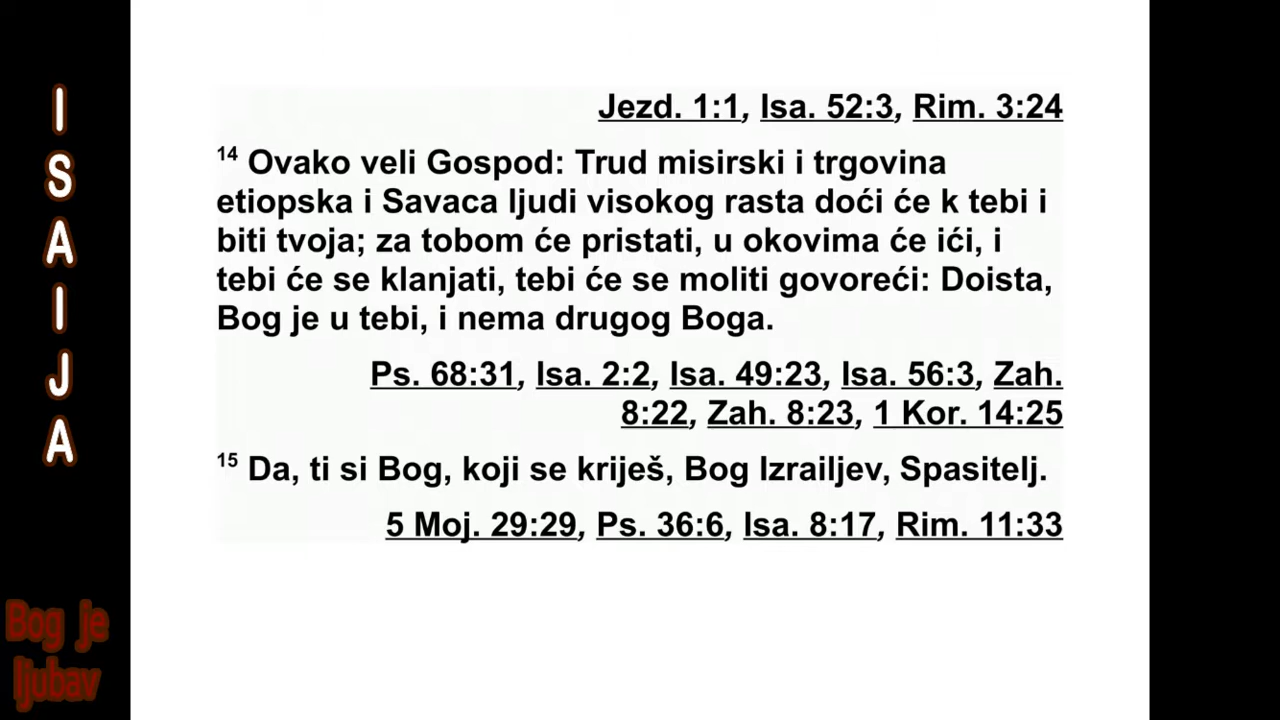 ISAIJA
Jezd. 1:1, Isa. 52:3, Rim. 3:24
14 Ovako veli Gospod: Trud misirski i trgovina
etiopska i Savaca ljudi visokog rasta doći će k tebi i
biti tvoja; za tobom će pristati, u okovima će ići, i
tebi će se klanjati, tebi će se moliti govoreći: Doista,
Bog je u tebi, i nema drugog Boga.
Ps. 68:31, Isa. 2:2, Isa. 49:23, Isa. 56:3, Zah.
8:22, Zah. 8:23, 1 Kor. 14:25
15 Da, ti si Bog, koji se kriješ, Bog Izrailjev, Spasitelj.
5 Moj. 29:29, Ps. 36:6, Isa. 8:17, Rim. 11:33
Bog je
ljubav